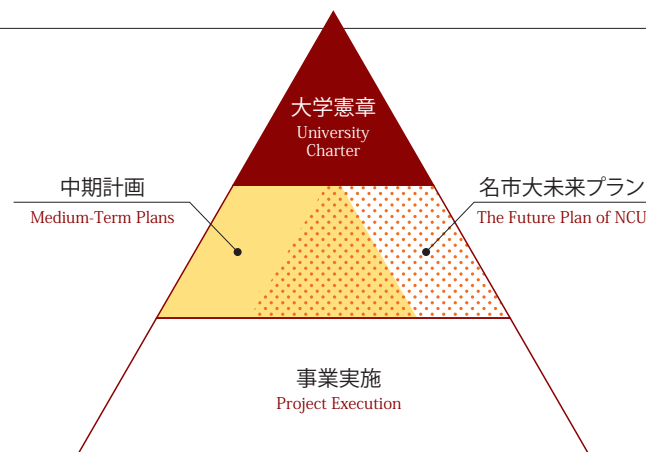 大学憲章
University
Charter
中期計画
Medium-Term Plans
名市大未来プラン
The Future Plan of NCU
事業実施
Project Execution